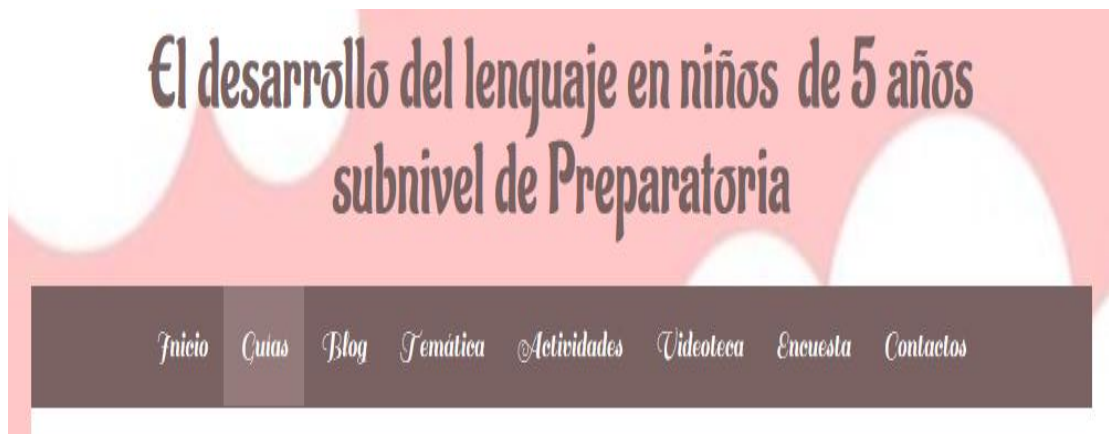 El desarrollo del lenguaje en niños de 5 años
subnivel de Preparatoria
Inicio Guías Blog Temática Actividades Videoteca Encuesta Contactos